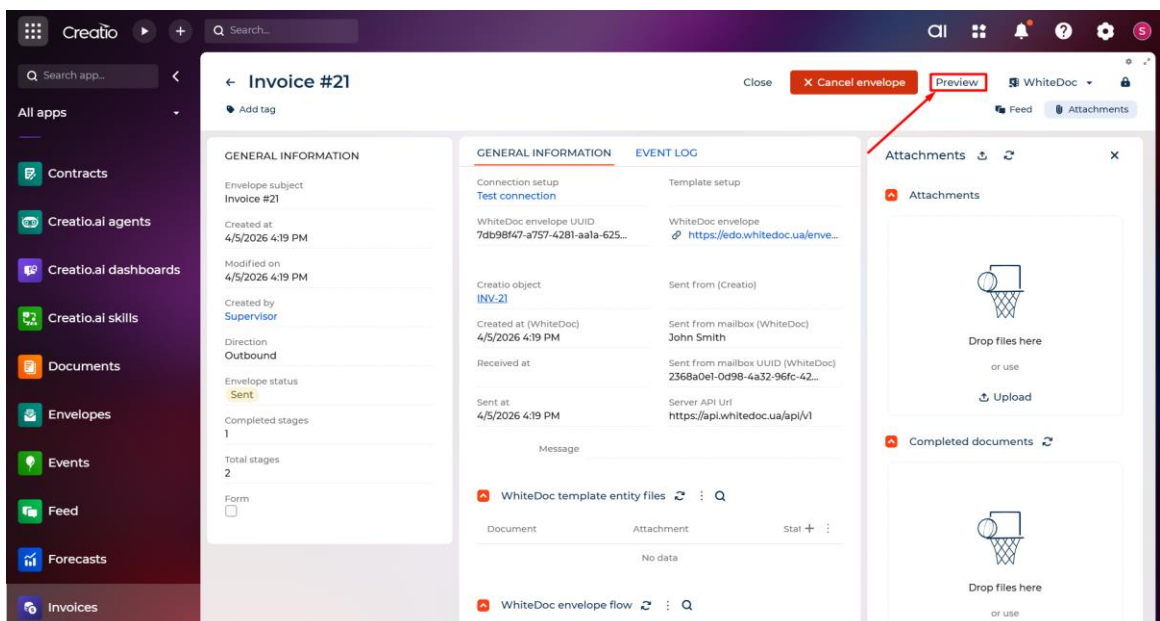 Creatio
Search...
ai
S
Search app...
All apps
Contracts
Creatio.ai agents
Creatio.ai dashboards
Creatio.ai skills
Documents
Envelopes
Events
Feed
Forecasts
Invoices
Invoice #21
Add tag
Close
X Cancel envelope
Preview
WhiteDoc
Feed
Attachments
GENERAL INFORMATION
Envelope subject
Invoice #21
Created at
4/5/2026 4:19 PM
Modified on
4/5/2026 4:19 PM
Created by
Supervisor
Direction
Outbound
Envelope status
Sent
Completed stages
1
Total stages
2
Form
GENERAL INFORMATION EVENT LOG
Connection setup
Test connection
Template setup
WhiteDoc envelope UUID
7db98f47-a757-4281-aa1a-625...
WhiteDoc envelope
https://edo.whitedoc.ua/enve...
Creatio object
INV-21
Sent from (Creatio)
Created at (WhiteDoc)
4/5/2026 4:19 PM
Sent from mailbox (WhiteDoc)
John Smith
Received at
Sent from mailbox UUID (WhiteDoc)
2368a0e1-0d98-4a32-96fc-42...
Sent at
4/5/2026 4:19 PM
Server API Url
https://api.whitedoc.ua/api/v1
Message
WhiteDoc template entity files
Document Attachment Stat
No data
WhiteDoc envelope flow
Attachments
Attachments
Drop files here
or use
Upload
Completed documents
Drop files here
or use